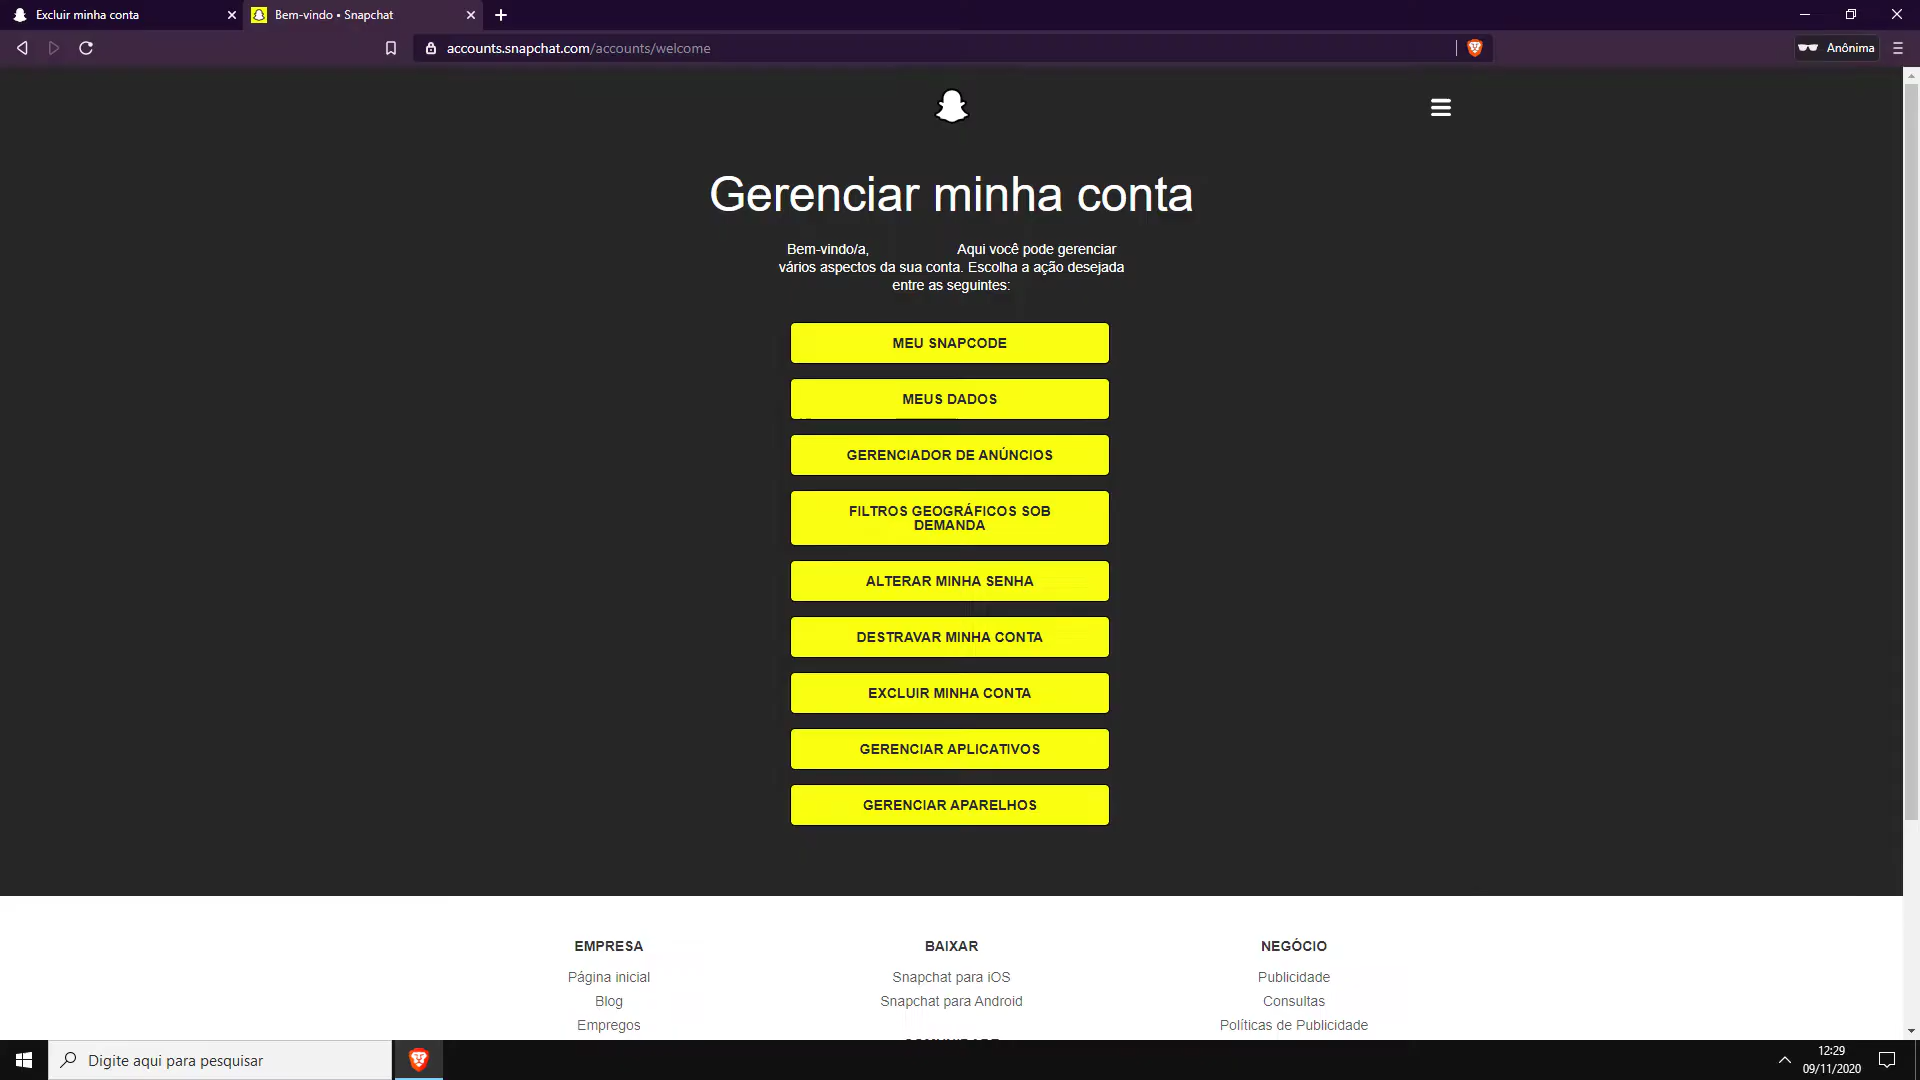 Excluir minha conta
Bem-vindo • Snapchat
accounts.snapchat.com/accounts/welcome
Anônima
Gerenciar minha conta
Bem-vindo/a, Aqui você pode gerenciar
vários aspectos da sua conta. Escolha a ação desejada
entre as seguintes:
MEU SNAPCODE
MEUS DADOS
GERENCIADOR DE ANÚNCIOS
FILTROS GEOGRÁFICOS SOB
DEMANDA
ALTERAR MINHA SENHA
DESTRAVAR MINHA CONTA
EXCLUIR MINHA CONTA
GERENCIAR APLICATIVOS
GERENCIAR APARELHOS
EMPRESA
Página inicial
Blog
Empregos
BAIXAR
Snapchat para iOS
Snapchat para Android
NEGÓCIO
Publicidade
Consultas
Políticas de Publicidade
Digite aqui para pesquisar
12:29
09/11/2020